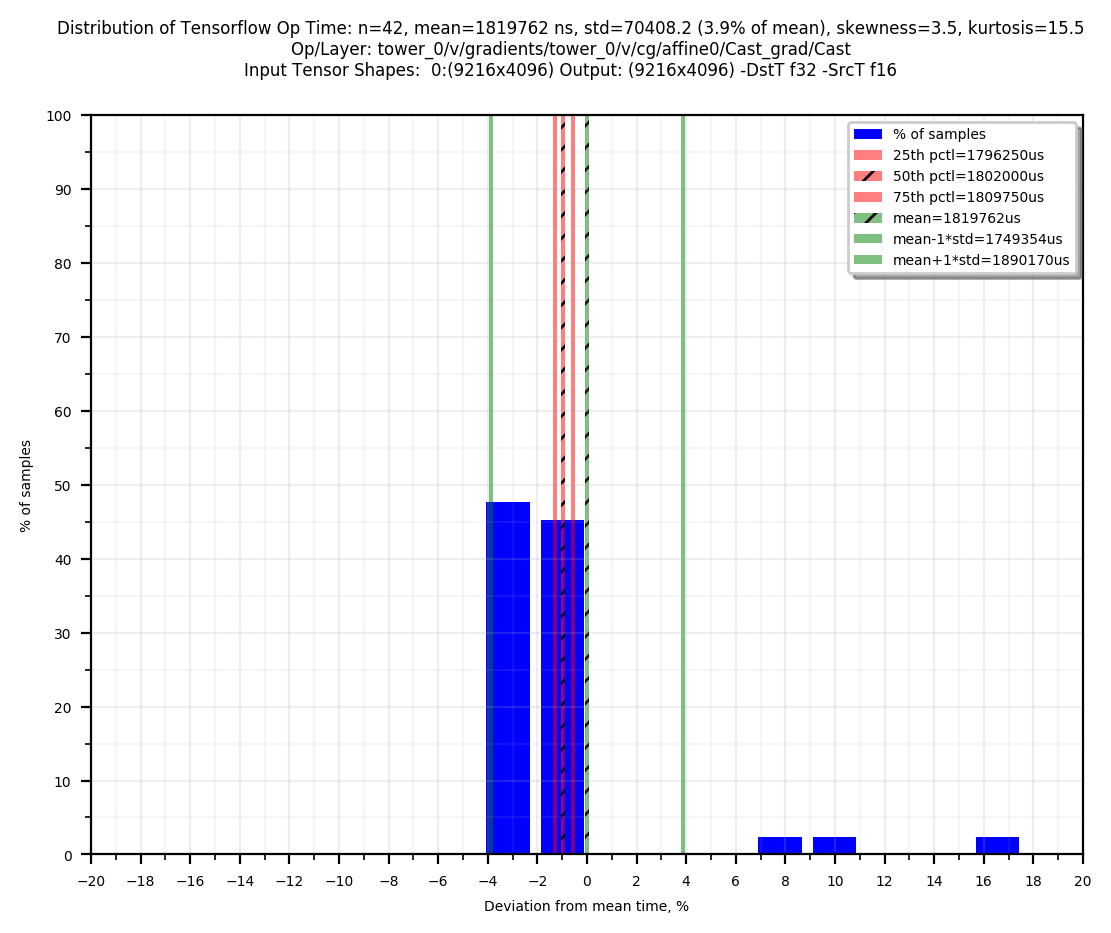 Distribution of Tensorflow Op Time: n=42, mean=1819762 ns, std=70408.2 (3.9% of mean), skewness=3.5, kurtosis=15.5
Op/Layer: tower_0/v/gradients/tower_0/v/cg/affine0/Cast_grad/Cast
Input Tensor Shapes:  0:(9216x4096) Output: (9216x4096) -DstT f32 -SrcT f16
% of samples
25th pctl=1796250us
50th pctl=1802000us
75th pctl=1809750us
mean=1819762us
mean-1*std=1749354us
mean+1*std=1890170us
100
90
80
70
60
50
40
30
20
10
0
% of samples
−20 −18 −16 −14 −12 −10 −8 −6 −4 −2 0 2 4 6 8 10 12 14 16 18 20
Deviation from mean time, %